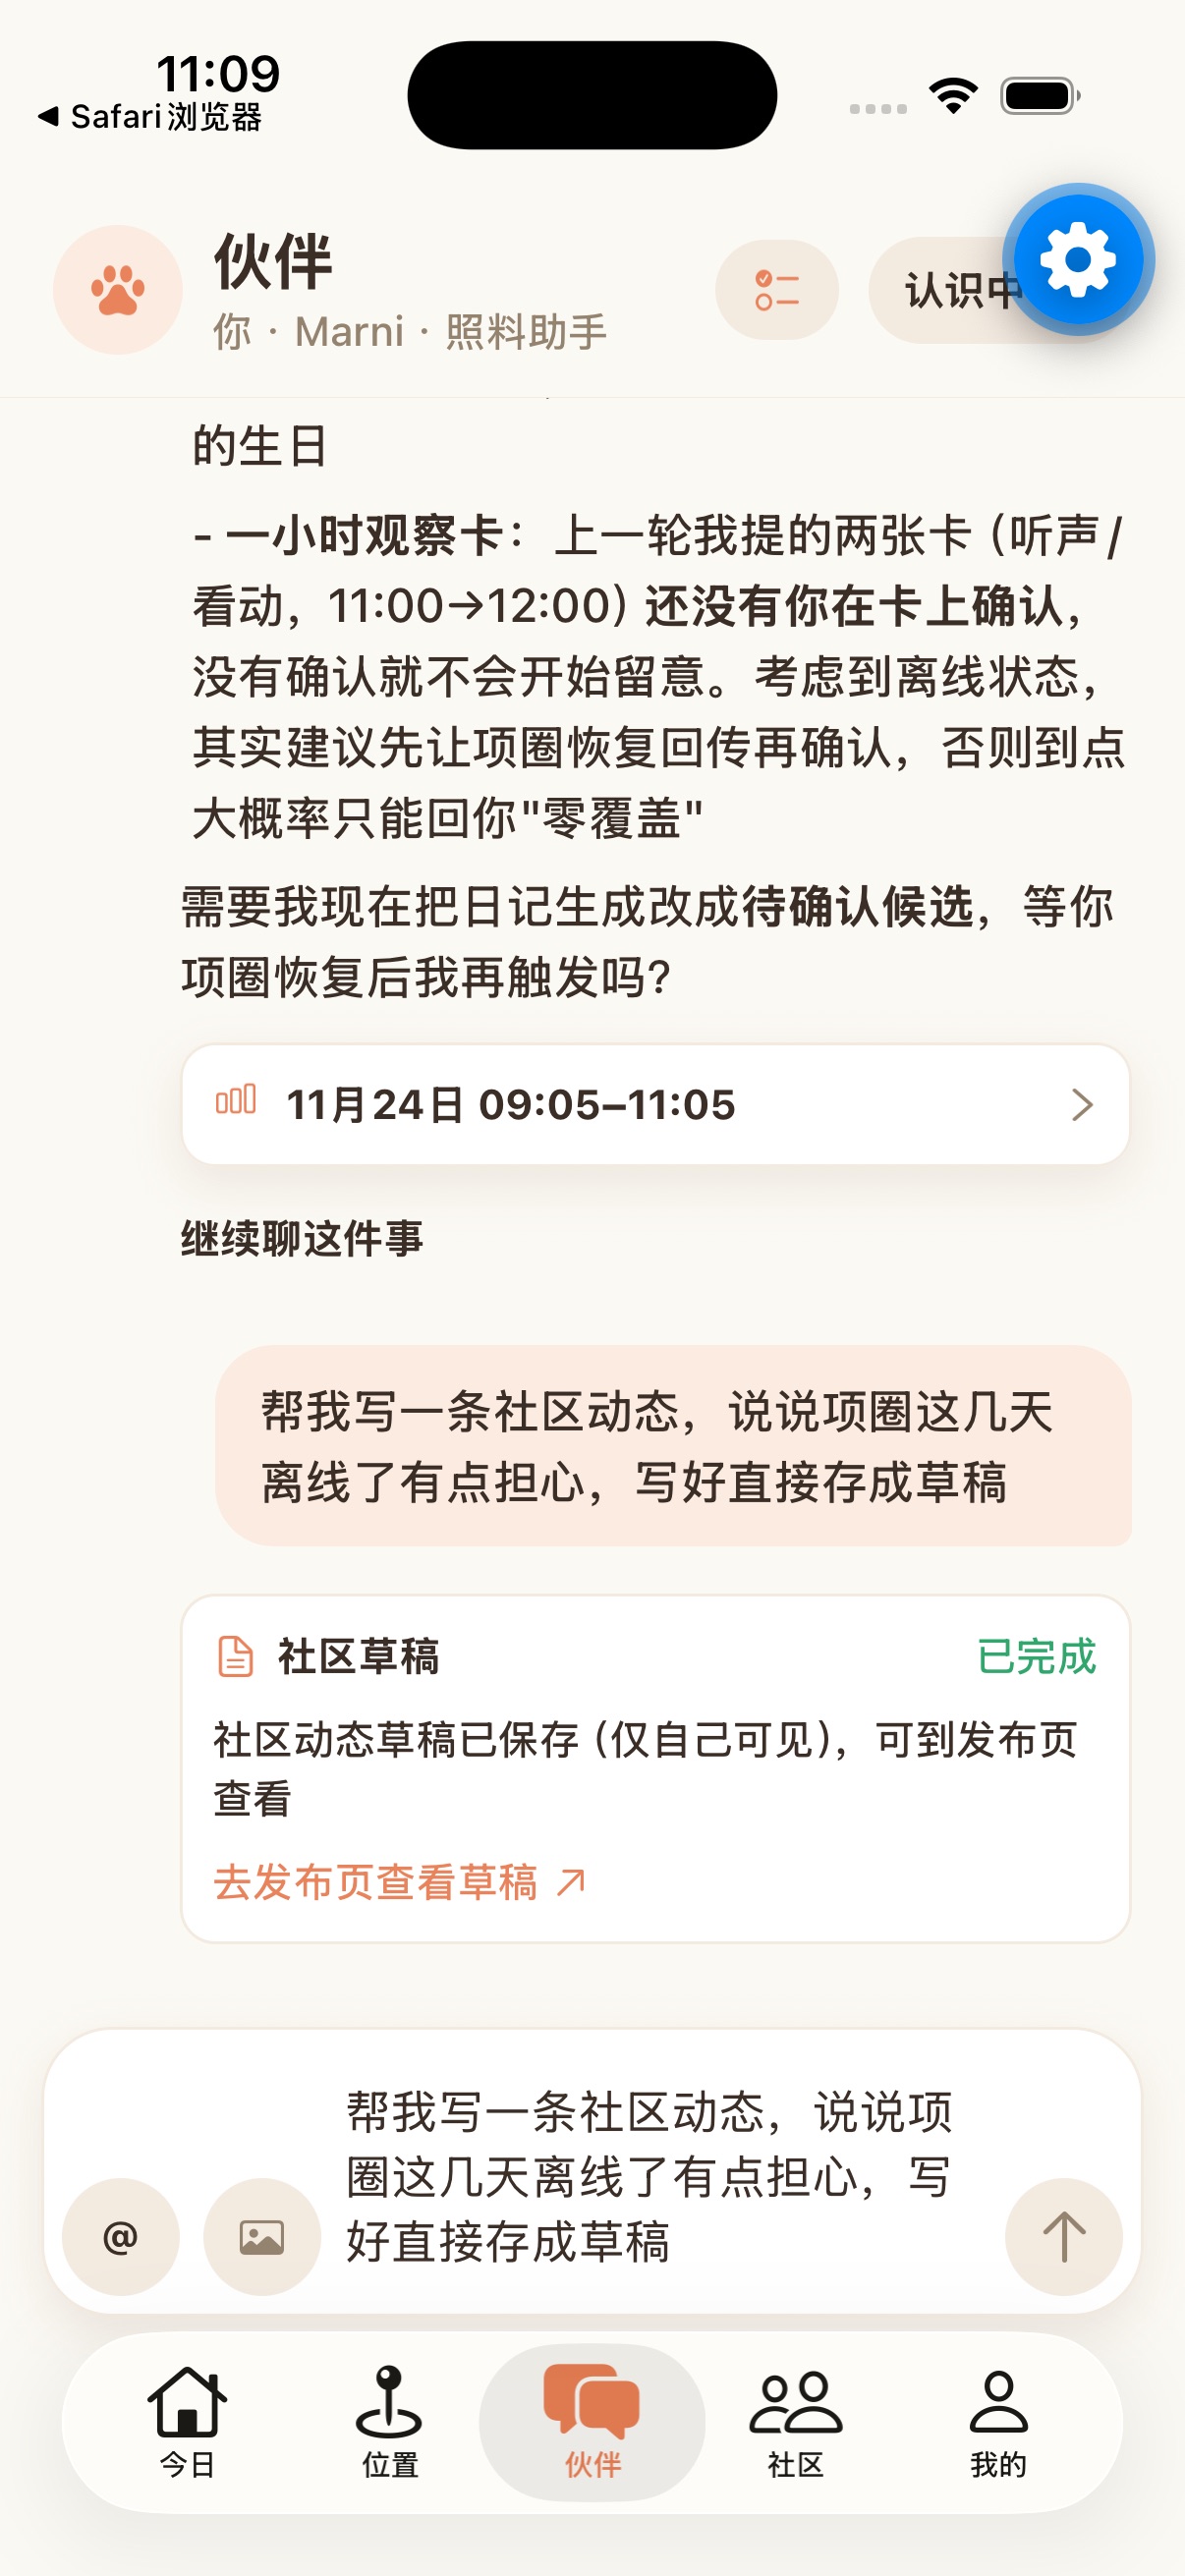 11:09
Safari浏览器
伙伴
你 · Marni · 照料助手
认识中
的生日
- 一小时观察卡：上一轮我提的两张卡（听声/
看动，11:00→12:00）还没有你在卡上确认，
没有确认就不会开始留意。考虑到离线状态，
其实建议先让项圈恢复回传再确认，否则到点
大概率只能回你"零覆盖"
需要我现在把日记生成改成待确认候选，等你
项圈恢复后我再触发吗？
11月24日 09:05–11:05
继续聊这件事
帮我写一条社区动态，说说项圈这几天
离线了有点担心，写好直接存成草稿
社区草稿
已完成
社区动态草稿已保存（仅自己可见），可到发布页
查看
去发布页查看草稿
@
帮我写一条社区动态，说说项
圈这几天离线了有点担心，写
好直接存成草稿
今日
位置
伙伴
社区
我的